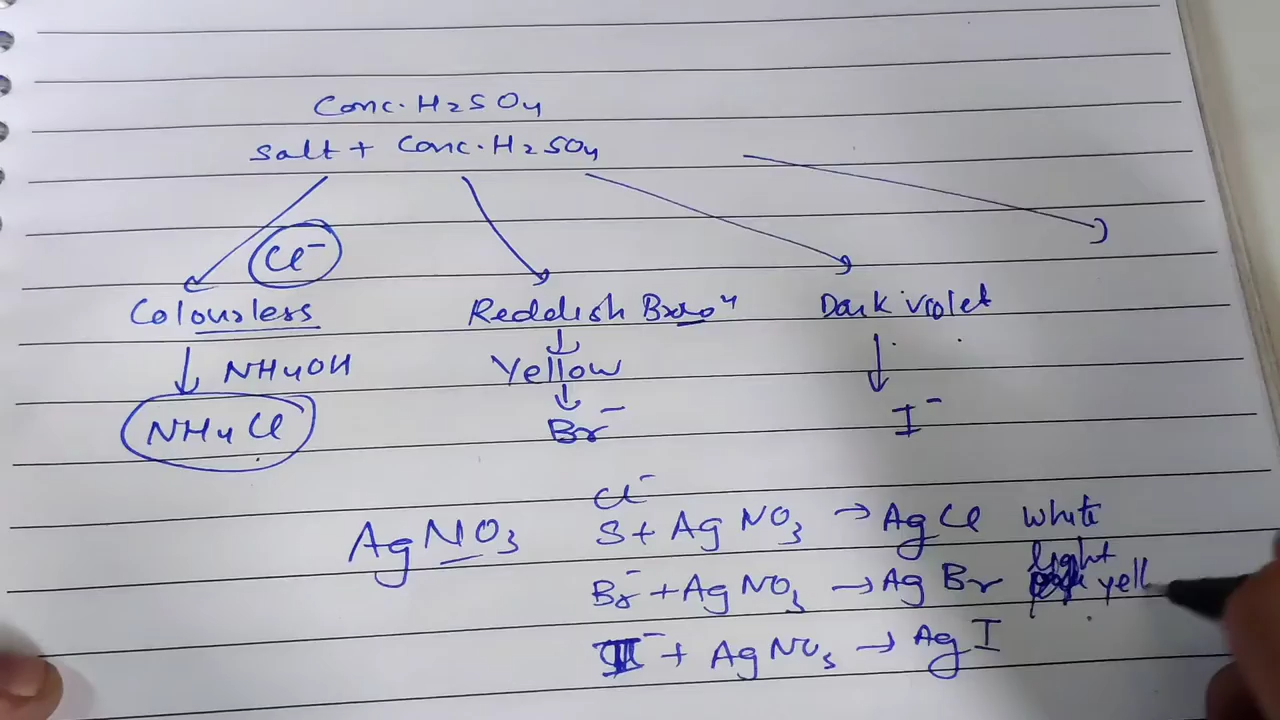 Conc. H2SO4
Salt + Conc. H2SO4
Cl⁻
Colourless Reddish Brown Dark violet
NH4OH Yellow
NH4Cl Br⁻ I⁻
Cl⁻
AgNO3 S + AgNO3 → AgCl white
light
Br⁻ + AgNO3 → AgBr yell
I⁻ + AgNO3 → AgI